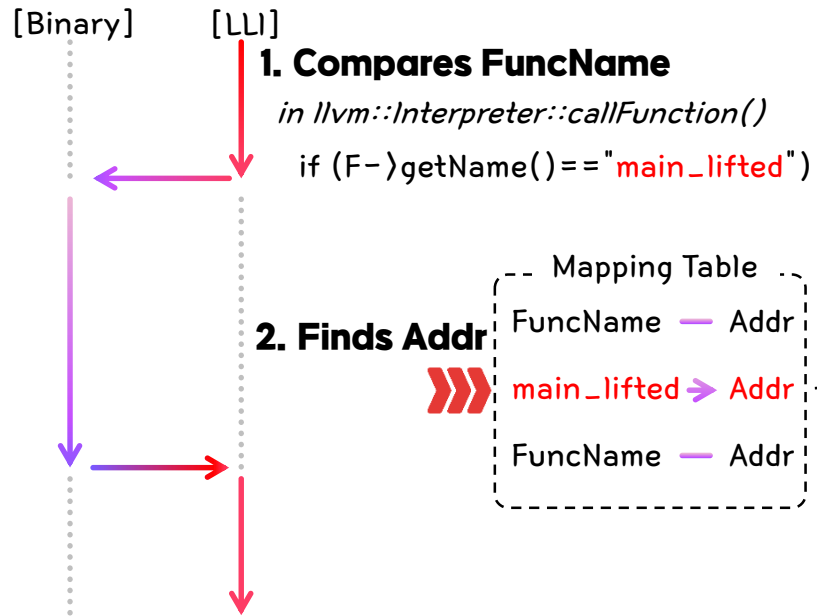 [Binary] [LLI]
1. Compares FuncName
in llvm::Interpreter::callFunction()
if (F->getName()=="main_lifted")
Mapping Table
FuncName Addr
2. Finds Addr
main_lifted Addr
FuncName Addr